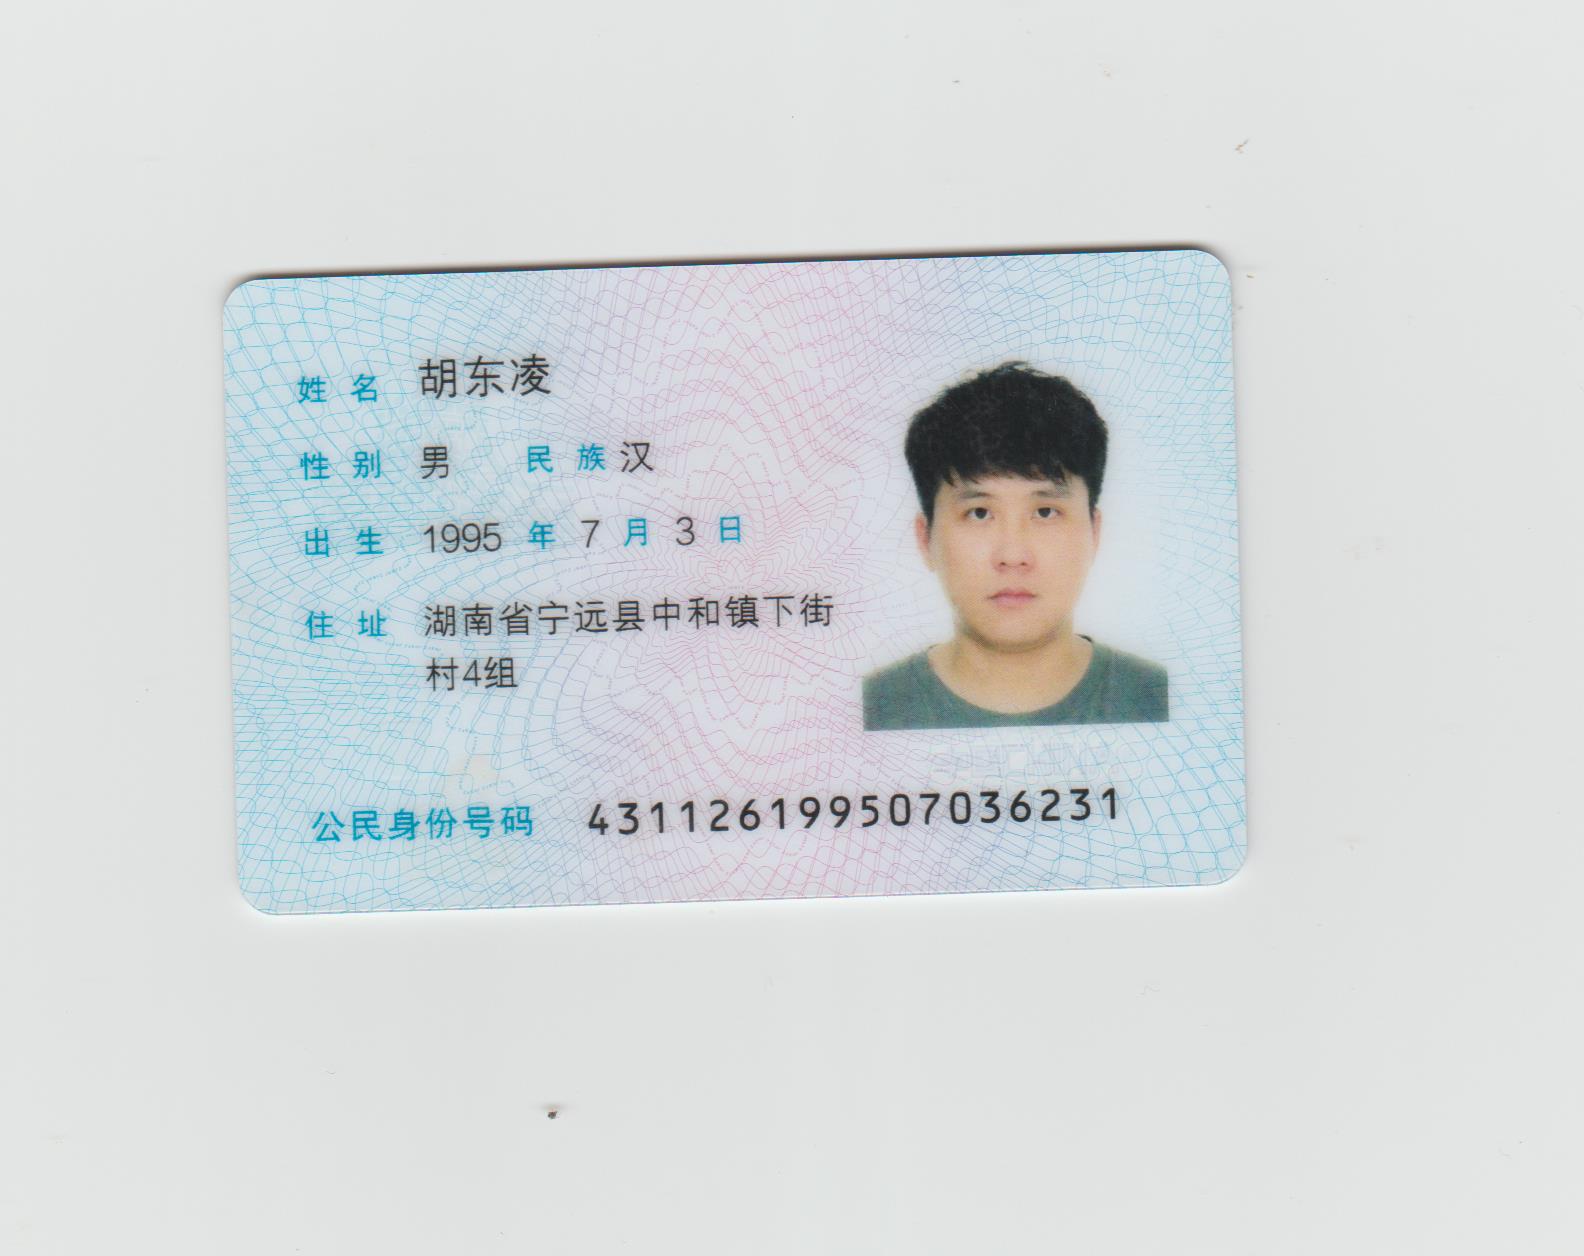 姓名 胡东凌
性别 男 民族 汉
出生 1995 年 7 月 3 日
住址 湖南省宁远县中和镇下街
村4组
公民身份号码 431126199507036231